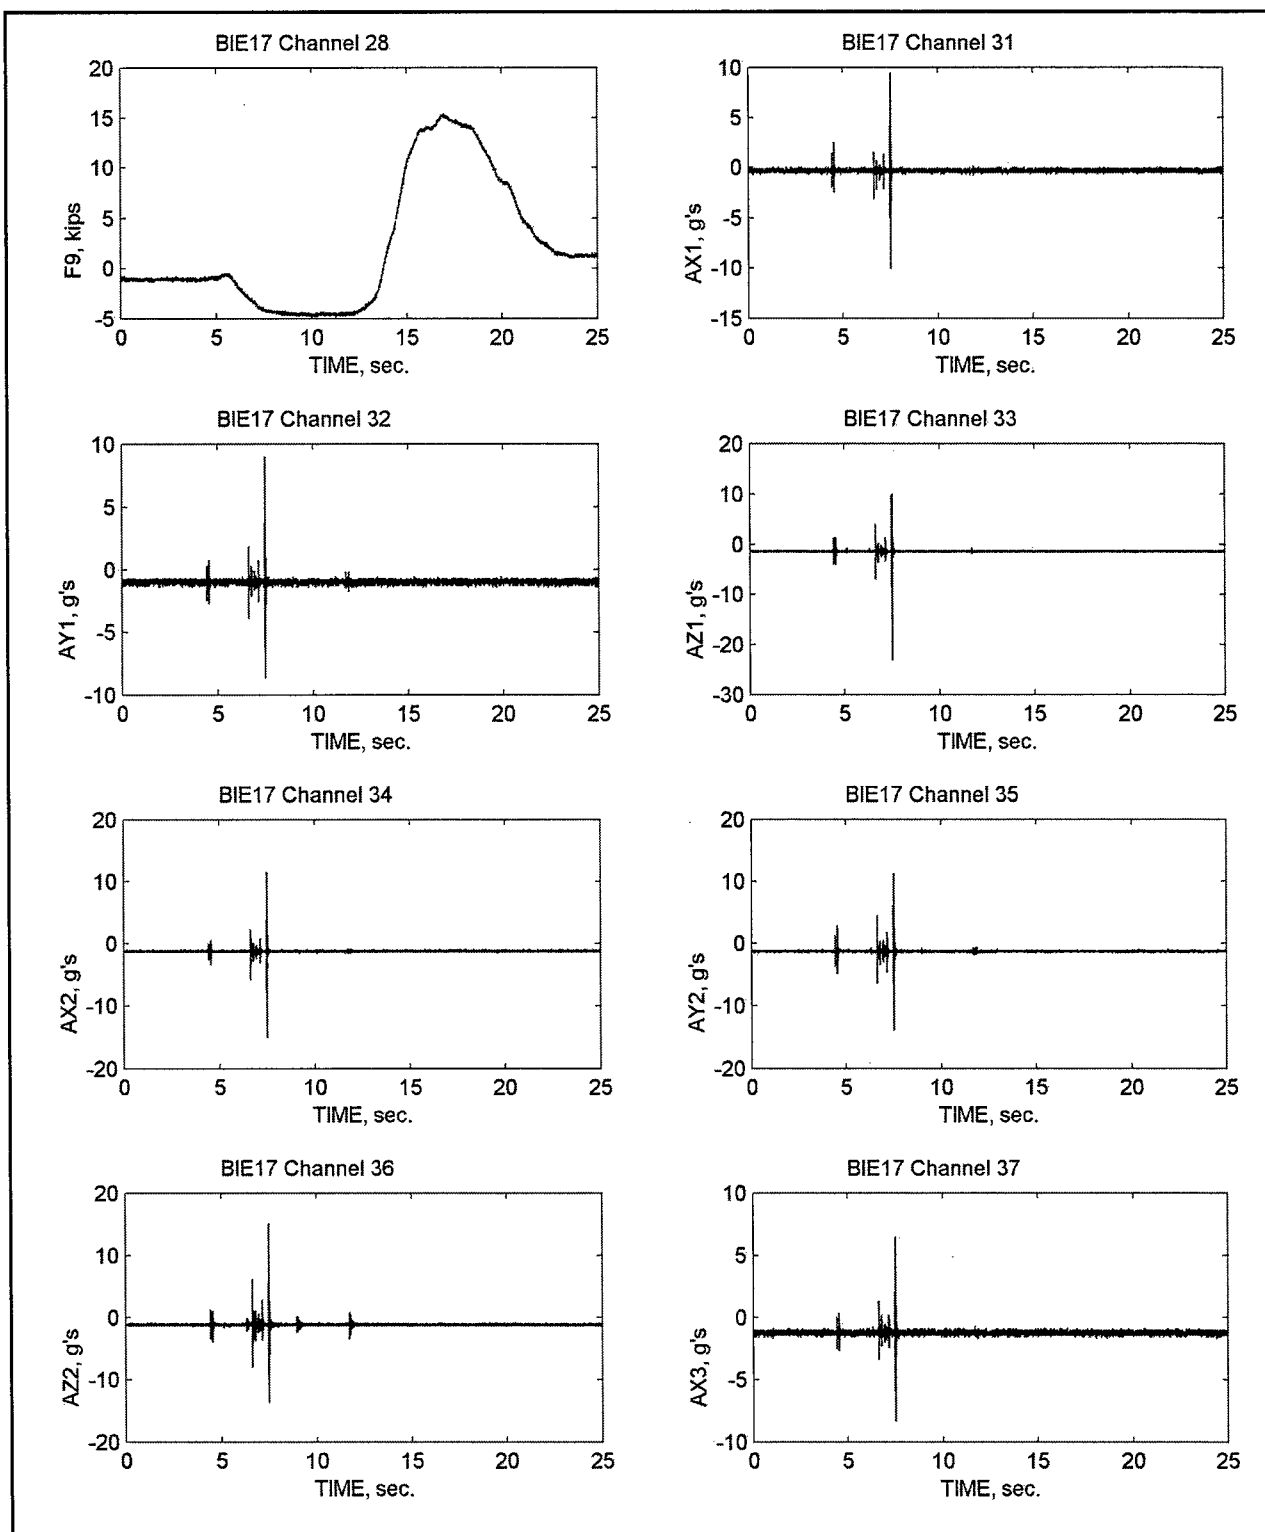 BIE17 Channel 28
20
15
10
5
0
-5
F9, kips
0 5 10 15 20 25
TIME, sec.
BIE17 Channel 31
10
5
0
-5
-10
-15
AX1, g's
0 5 10 15 20 25
TIME, sec.
BIE17 Channel 32
10
5
0
-5
-10
AY1, g's
0 5 10 15 20 25
TIME, sec.
BIE17 Channel 33
20
10
0
-10
-20
-30
AZ1, g's
0 5 10 15 20 25
TIME, sec.
BIE17 Channel 34
20
10
0
-10
-20
AX2, g's
0 5 10 15 20 25
TIME, sec.
BIE17 Channel 35
20
10
0
-10
-20
AY2, g's
0 5 10 15 20 25
TIME, sec.
BIE17 Channel 36
20
10
0
-10
-20
AZ2, g's
0 5 10 15 20 25
TIME, sec.
BIE17 Channel 37
10
5
0
-5
-10
AX3, g's
0 5 10 15 20 25
TIME, sec.